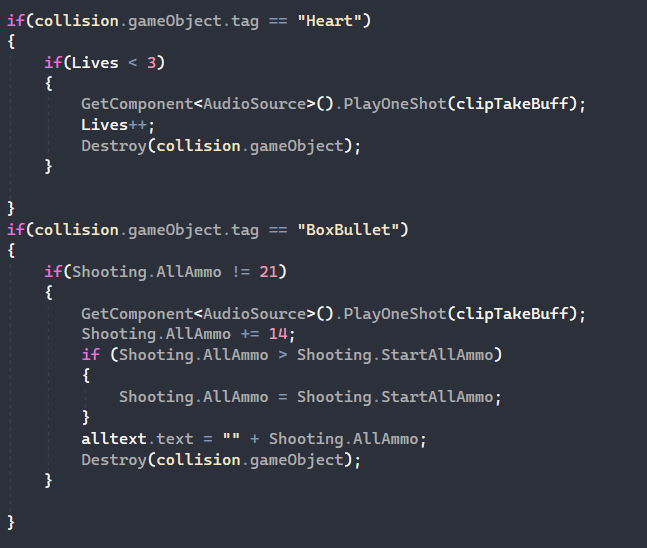 if(collision.gameObject.tag == "Heart")
{
    if(Lives < 3)
    {
        GetComponent<AudioSource>().PlayOneShot(clipTakeBuff);
        Lives++;
        Destroy(collision.gameObject);
    }

}
if(collision.gameObject.tag == "BoxBullet")
{
    if(Shooting.AllAmmo != 21)
    {
        GetComponent<AudioSource>().PlayOneShot(clipTakeBuff);
        Shooting.AllAmmo += 14;
        if (Shooting.AllAmmo > Shooting.StartAllAmmo)
        {
            Shooting.AllAmmo = Shooting.StartAllAmmo;
        }
        alltext.text = "" + Shooting.AllAmmo;
        Destroy(collision.gameObject);
    }

}